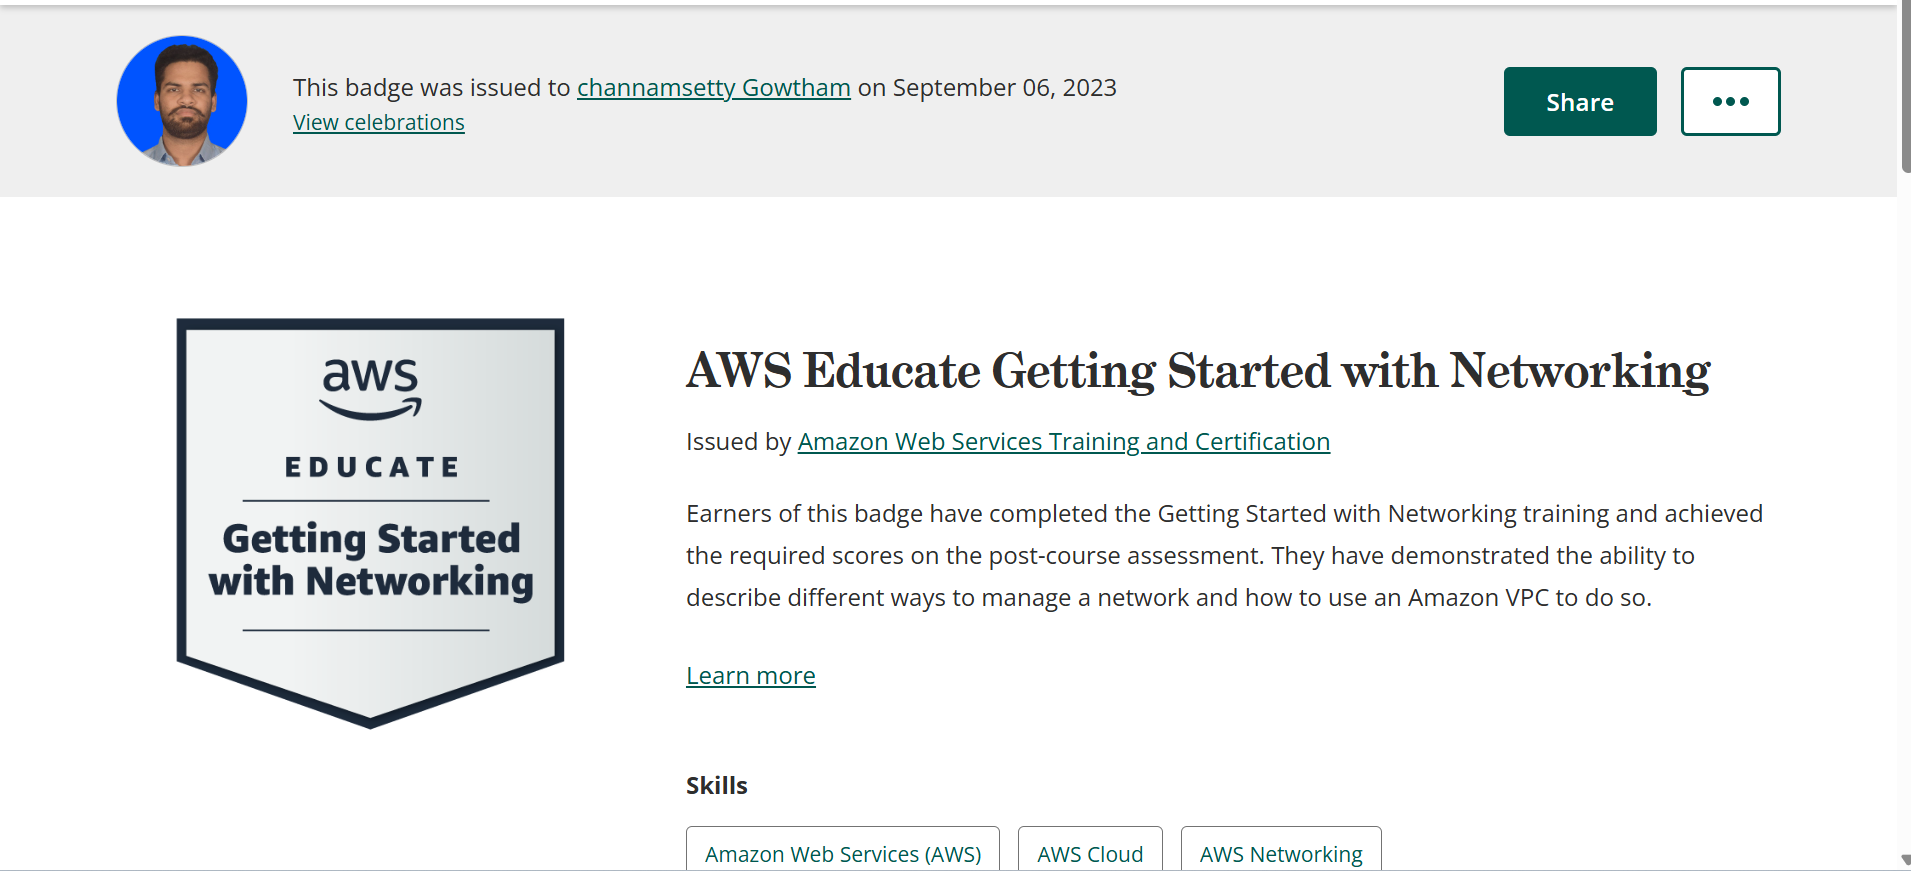 This badge was issued to channamsetty Gowtham on September 06, 2023
View celebrations
Share
aws
EDUCATE
Getting Started
with Networking
AWS Educate Getting Started with Networking
Issued by Amazon Web Services Training and Certification
Earners of this badge have completed the Getting Started with Networking training and achieved
the required scores on the post-course assessment. They have demonstrated the ability to
describe different ways to manage a network and how to use an Amazon VPC to do so.
Learn more
Skills
Amazon Web Services (AWS) AWS Cloud AWS Networking